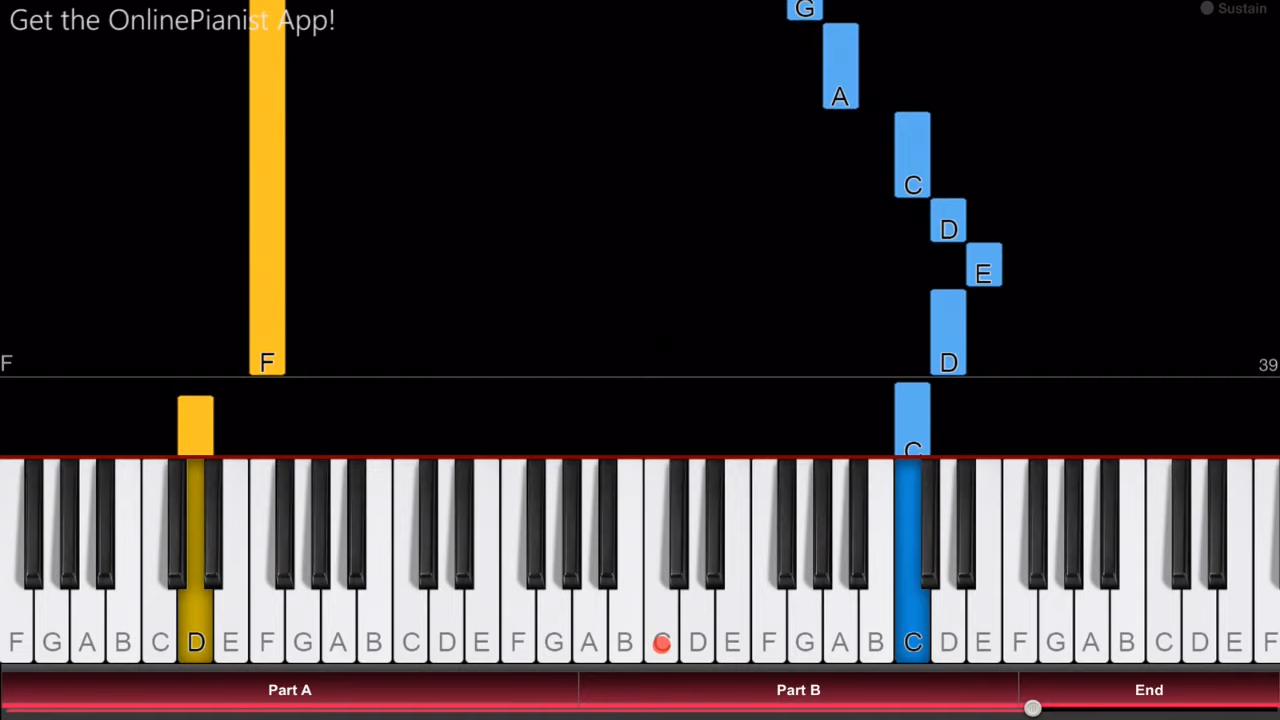 Get the OnlinePianist App!
Sustain
G
A
C
D
E
F
D
F
39
C
F G A B C D E F G A B C D E F G A B C D E F G A B C D E F G A B C D E F
Part A
Part B
End